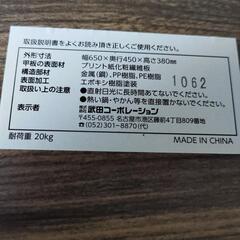 取扱説明書をよくお読み頂き正しくご使用ください。
外形寸法 幅650×奥行450×高さ380mm
甲板の表面材 プリント紙化粧繊維板
構造部材 金属(鋼)、PP樹脂、PE樹脂
表面加工 エポキシ樹脂塗装
1062
取扱い上の注意 ●直射日光に長時間あてないでください。
●熱い鍋・やかん等を直接置かないでください。
表示者 株式会社 武田コーポレーション
〒455-0855 名古屋市港区藤前4丁目809番地
☎(052)301-8870(代)
耐荷重 20kg
MADE IN CHINA